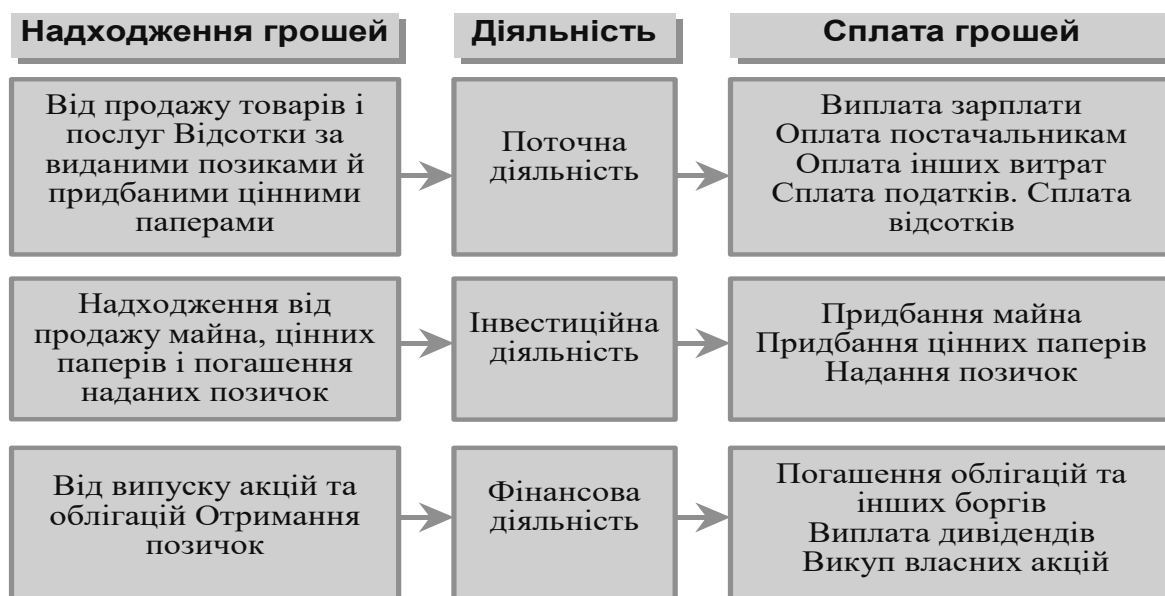 Надходження грошей
Діяльність
Сплата грошей
Від продажу товарів і
послуг Відсотки за
виданими позиками й
придбаними цінними
паперами
Поточна
діяльність
Виплата зарплати
Оплата постачальникам
Оплата інших витрат
Сплата податків. Сплата
відсотків
Надходження від
продажу майна, цінних
паперів і погашення
наданих позичок
Інвестиційна
діяльність
Придбання майна
Придбання цінних паперів
Надання позичок
Від випуску акцій та
облігацій Отримання
позичок
Фінансова
діяльність
Погашення облігацій та
інших боргів
Виплата дивідендів
Викуп власних акцій